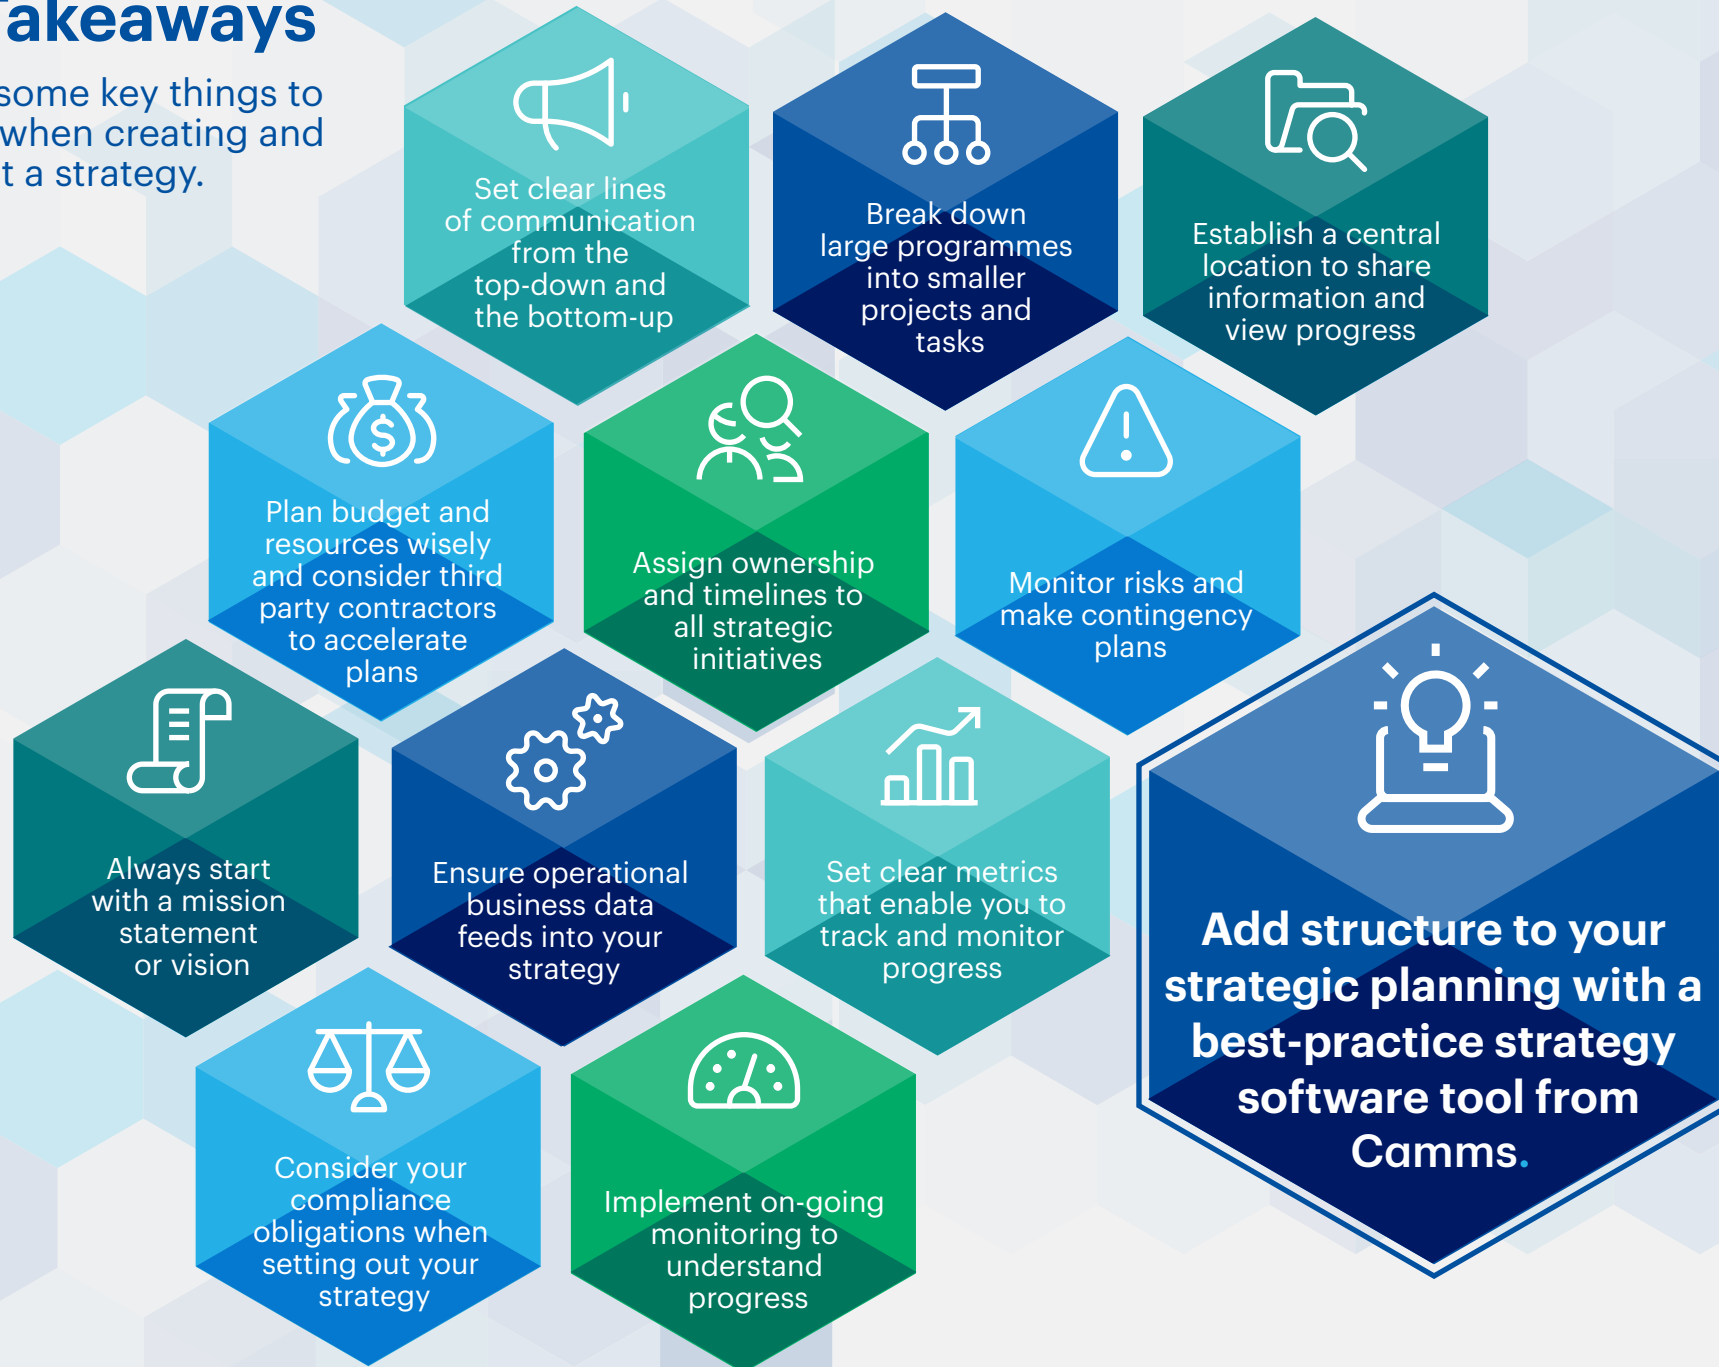 Takeaways
some key things to
when creating and
t a strategy.
Set clear lines
of communication
from the
top-down and
the bottom-up
Break down
large programmes
into smaller
projects and
tasks
Establish a central
location to share
information and
view progress
Plan budget and
resources wisely
and consider third
party contractors
to accelerate
plans
Assign ownership
and timelines to
all strategic
initiatives
Monitor risks and
make contingency
plans
Always start
with a mission
statement
or vision
Ensure operational
business data
feeds into your
strategy
Set clear metrics
that enable you to
track and monitor
progress
Add structure to your
strategic planning with a
best-practice strategy
software tool from
Camms.
Consider your
compliance
obligations when
setting out your
strategy
Implement on-going
monitoring to
understand
progress